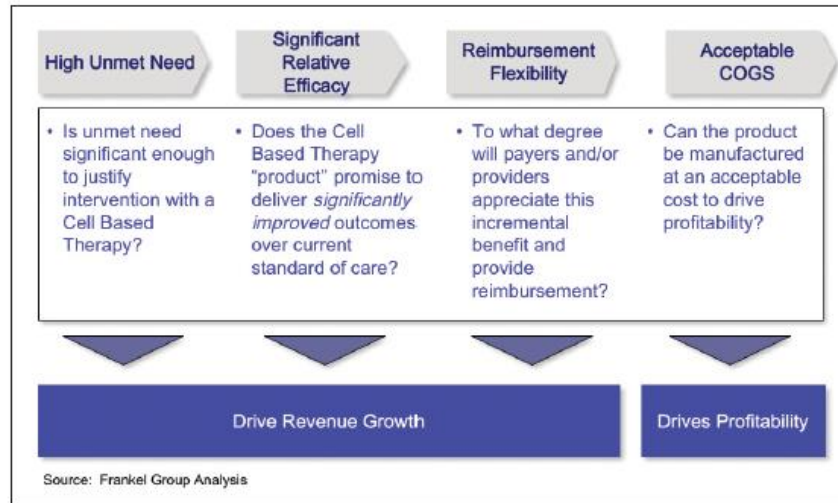 High Unmet Need
Significant
Relative
Efficacy
Reimbursement
Flexibility
Acceptable
COGS
• Is unmet need
significant enough
to justify
intervention with a
Cell Based
Therapy?
• Does the Cell
Based Therapy
"product" promise to
deliver significantly
improved outcomes
over current
standard of care?
• To what degree
will payers and/or
providers
appreciate this
incremental
benefit and
provide
reimbursement?
• Can the product
be manufactured
at an acceptable
cost to drive
profitability?
Drive Revenue Growth
Drives Profitability
Source: Frankel Group Analysis